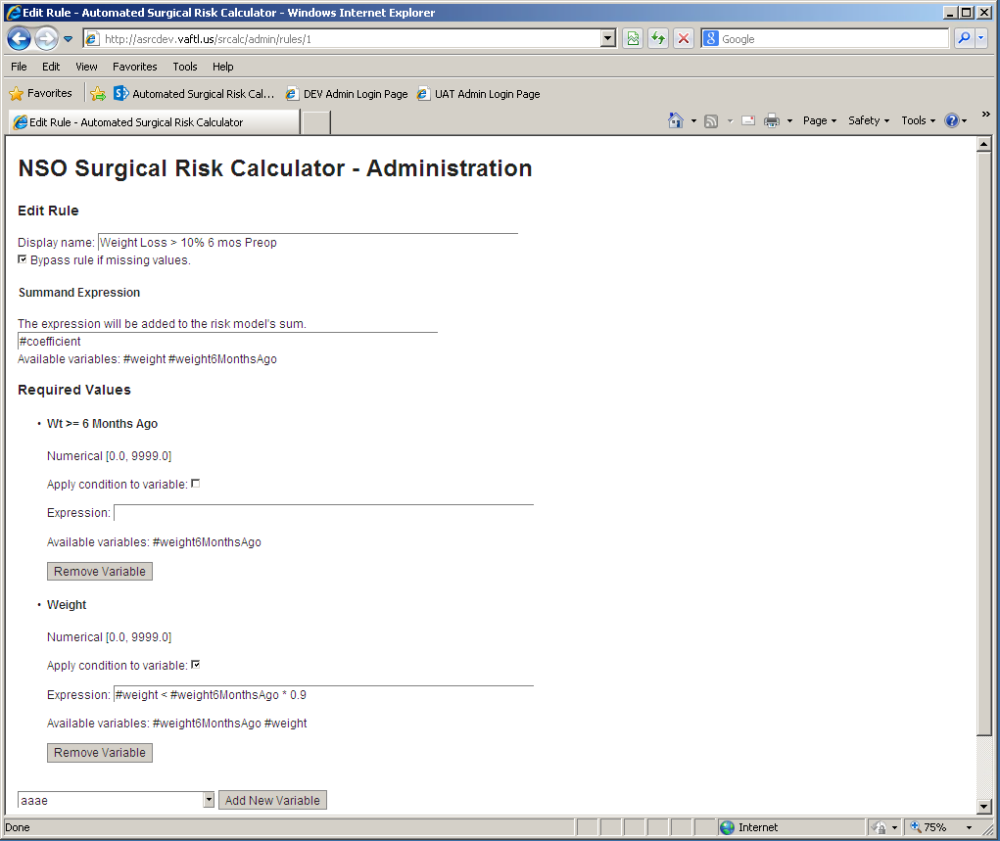 Edit Rule - Automated Surgical Risk Calculator - Windows Internet Explorer
http://asrcdev.vaftl.us/srcalc/admin/rules/1
Google
File Edit View Favorites Tools Help
Favorites Automated Surgical Risk Cal... DEV Admin Login Page UAT Admin Login Page
Edit Rule - Automated Surgical Risk Calculator
Page Safety Tools
NSO Surgical Risk Calculator - Administration
Edit Rule
Display name: Weight Loss > 10% 6 mos Preop
Bypass rule if missing values.
Summand Expression
The expression will be added to the risk model's sum.
#coefficient
Available variables: #weight #weight6MonthsAgo
Required Values
• Wt >= 6 Months Ago
Numerical [0.0, 9999.0]
Apply condition to variable:
Expression:
Available variables: #weight6MonthsAgo
Remove Variable
• Weight
Numerical [0.0, 9999.0]
Apply condition to variable:
Expression: #weight < #weight6MonthsAgo * 0.9
Available variables: #weight6MonthsAgo #weight
Remove Variable
aaae Add New Variable
Done Internet 75%